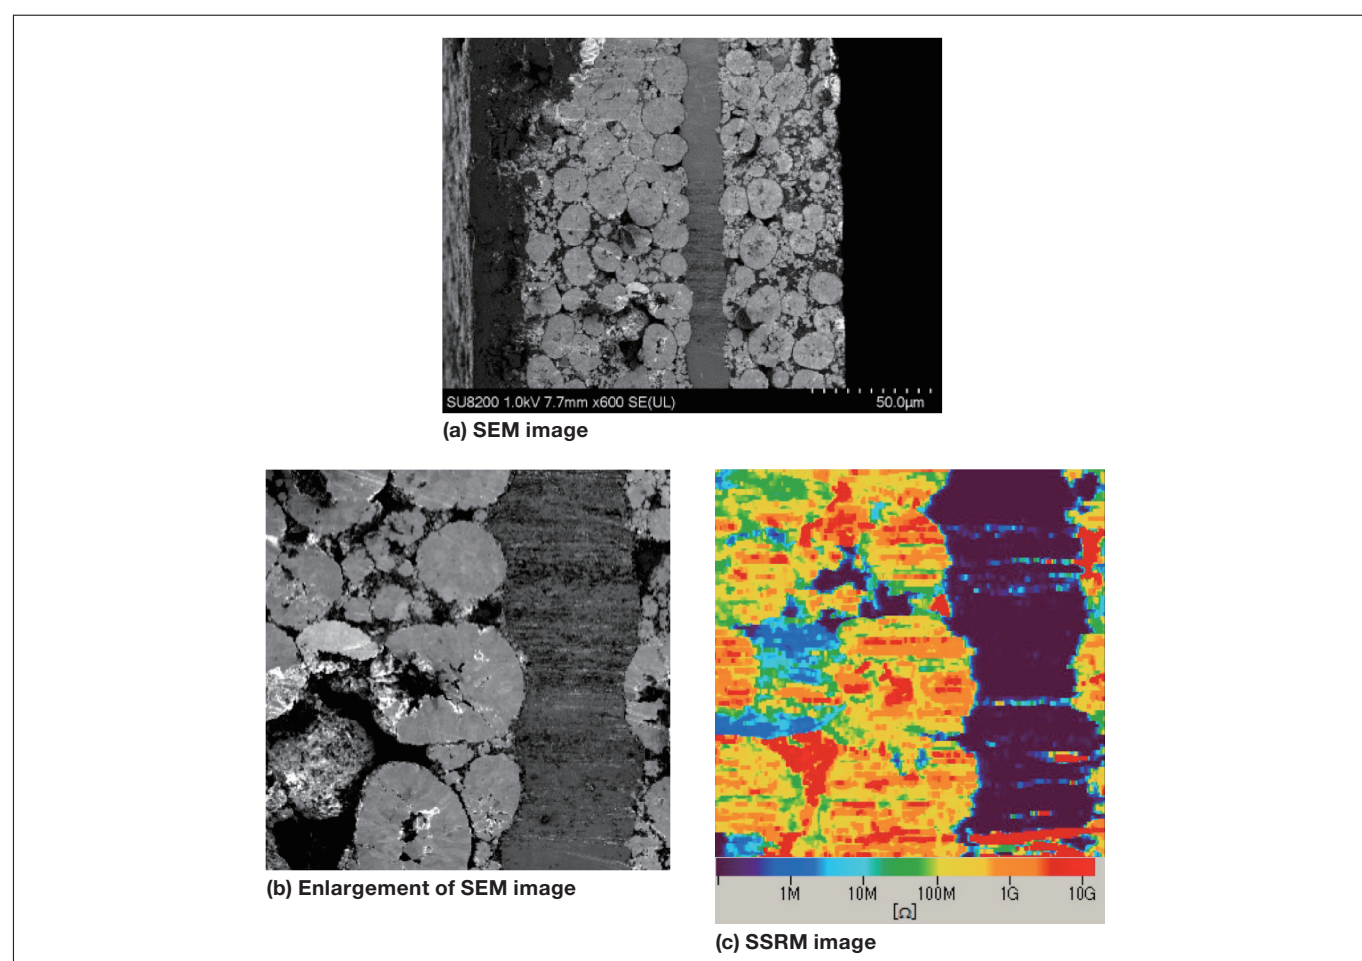 SU8200 1.0kV 7.7mm x600 SE(UL) 50.0μm
(a) SEM image
(b) Enlargement of SEM image
1M 10M 100M 1G 10G
[Ω]
(c) SSRM image